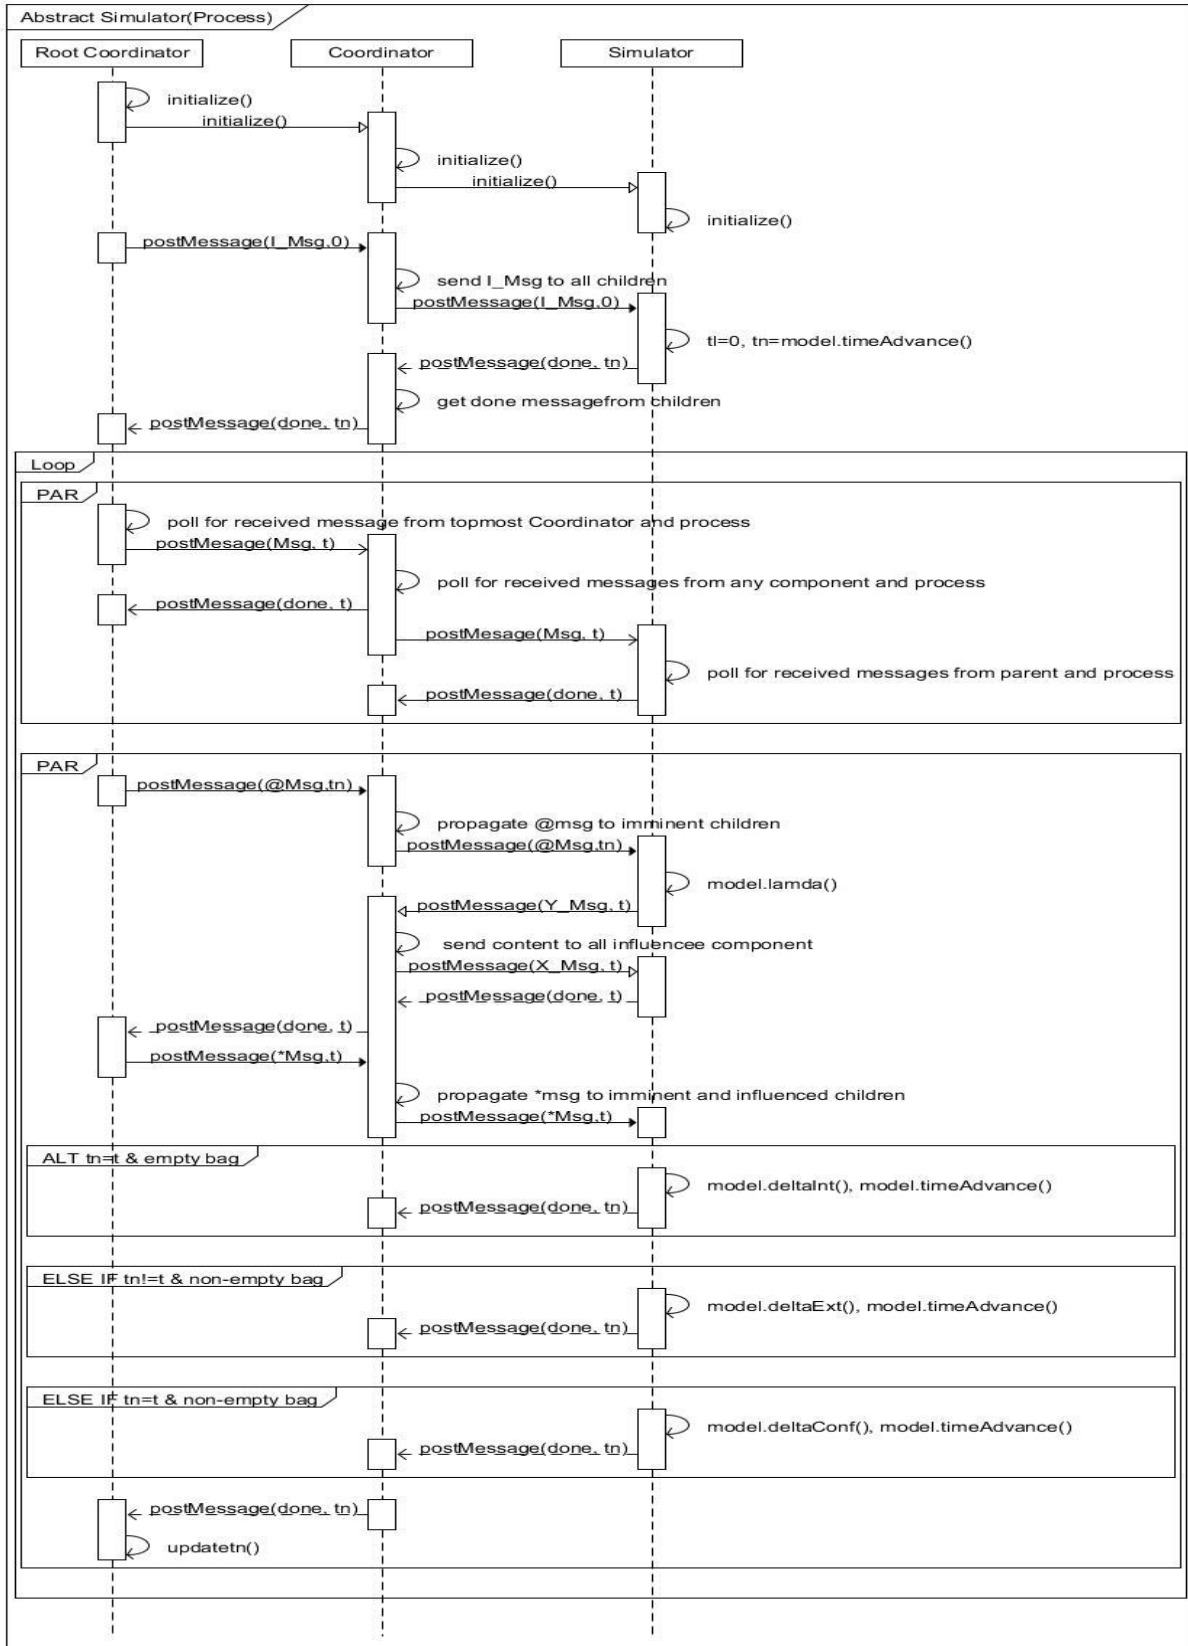 Abstract Simulator(Process)
Root Coordinator
Coordinator
Simulator
initialize()
initialize()
initialize()
initialize()
initialize()
postMessage(I_Msg,0)
send I_Msg to all children
postMessage(I_Msg,0)
tl=0, tn=model.timeAdvance()
postMessage(done, tn)
get done messagefrom children
postMessage(done, tn)
Loop
PAR
poll for received message from topmost Coordinator and process
postMesage(Msg, t)
poll for received messages from any component and process
postMessage(done, t)
postMesage(Msg, t)
poll for received messages from parent and process
postMessage(done, t)
PAR
postMessage(@Msg,tn)
propagate @msg to imminent children
postMessage(@Msg,tn)
model.lamda()
postMessage(Y_Msg, t)
send content to all influencee component
postMessage(X_Msg, t)
postMessage(done, t)
postMessage(done, t)
postMessage(*Msg,t)
propagate *msg to imminent and influenced children
postMessage(*Msg,t)
ALT tn=t & empty bag
model.deltaInt(), model.timeAdvance()
postMessage(done, tn)
ELSE IF tn!=t & non-empty bag
model.deltaExt(), model.timeAdvance()
postMessage(done, tn)
ELSE IF tn=t & non-empty bag
model.deltaConf(), model.timeAdvance()
postMessage(done, tn)
postMessage(done, tn)
updatetn()